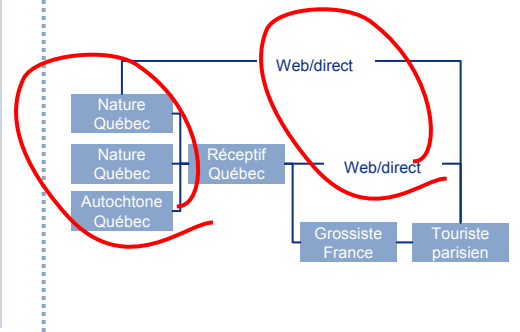 Web/direct
Nature
Québec
Nature
Québec
Réceptif
Québec
Web/direct
Autochtone
Québec
Grossiste
France
Touriste
parisien